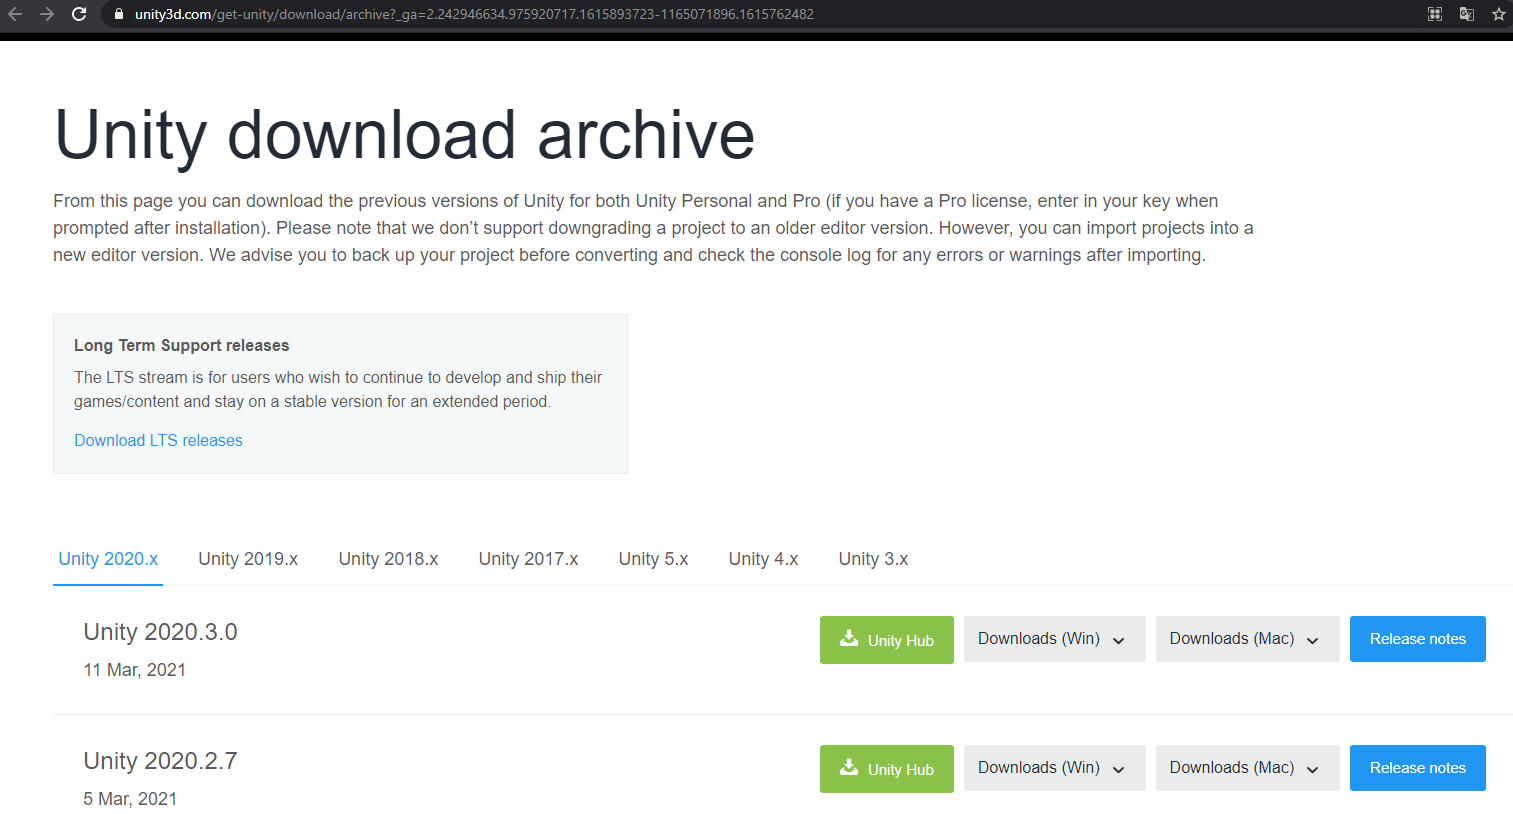 unity3d.com/get-unity/download/archive?_ga=2.242946634.975920717.1615893723-1165071896.1615762482
Unity download archive
From this page you can download the previous versions of Unity for both Unity Personal and Pro (if you have a Pro license, enter in your key when
prompted after installation). Please note that we don’t support downgrading a project to an older editor version. However, you can import projects into a
new editor version. We advise you to back up your project before converting and check the console log for any errors or warnings after importing.
Long Term Support releases
The LTS stream is for users who wish to continue to develop and ship their
games/content and stay on a stable version for an extended period.
Download LTS releases
Unity 2020.x Unity 2019.x Unity 2018.x Unity 2017.x Unity 5.x Unity 4.x Unity 3.x
Unity 2020.3.0
11 Mar, 2021
Unity Hub Downloads (Win) Downloads (Mac) Release notes
Unity 2020.2.7
5 Mar, 2021
Unity Hub Downloads (Win) Downloads (Mac) Release notes